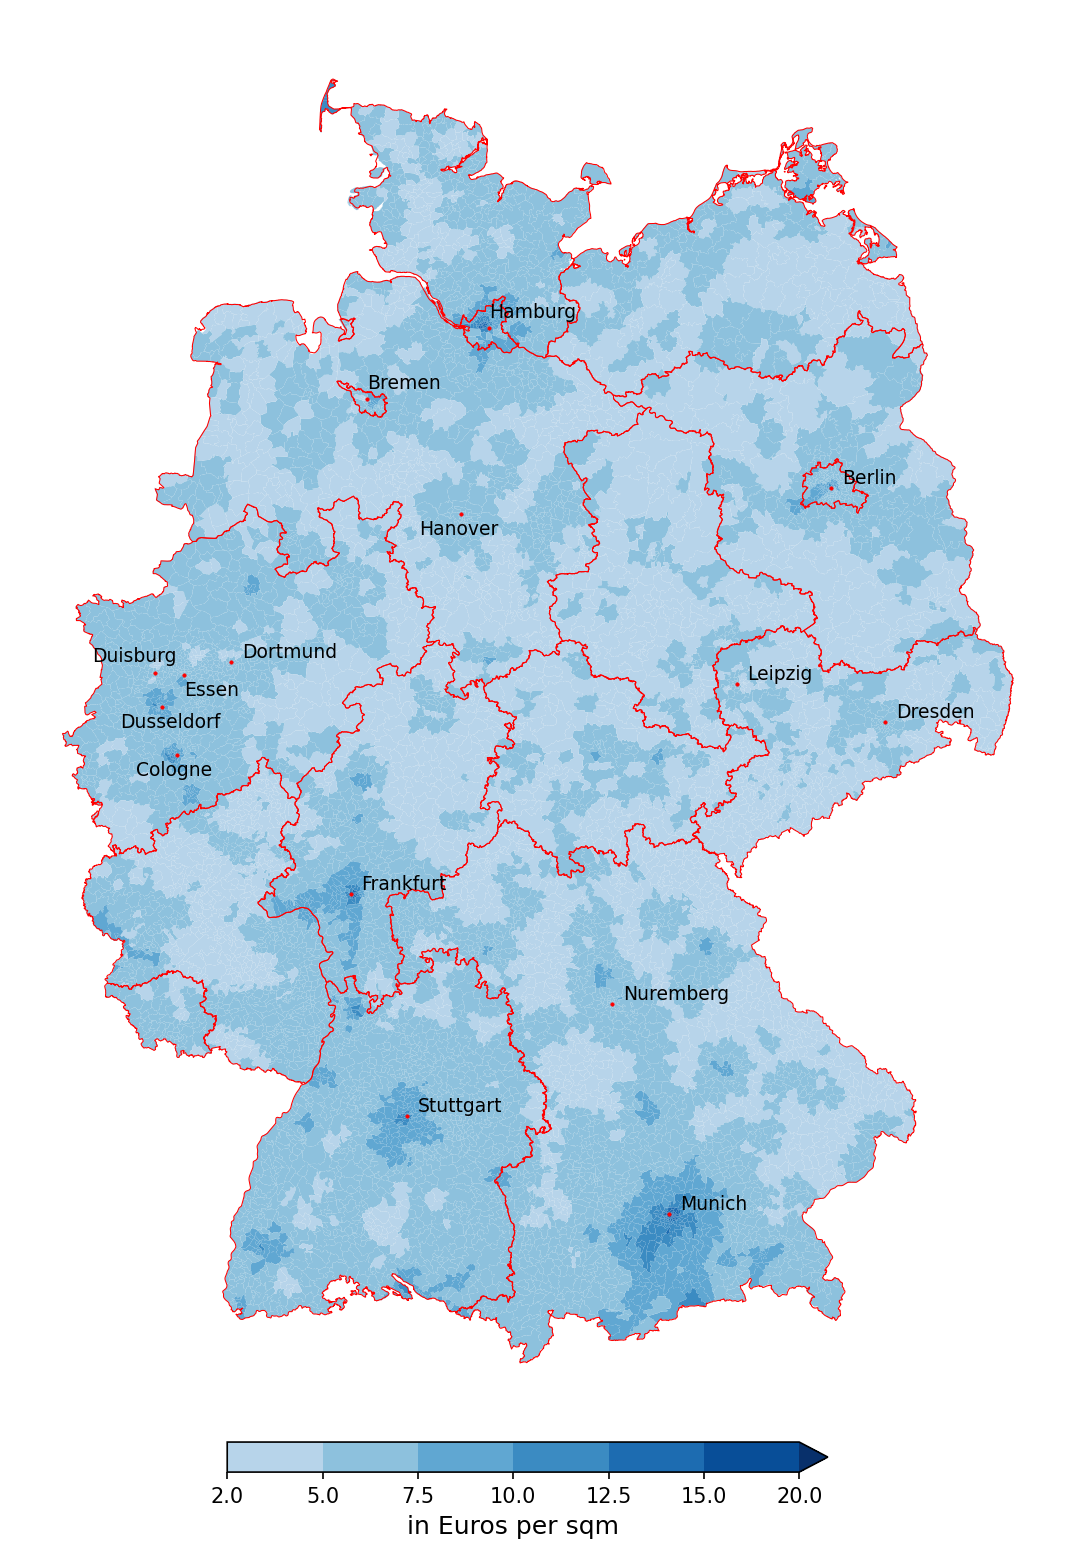 Hamburg
Bremen
Berlin
Hanover
Dortmund
Duisburg
Essen
Leipzig
Dresden
Dusseldorf
Cologne
Frankfurt
Nuremberg
Stuttgart
Munich
2.0 5.0 7.5 10.0 12.5 15.0 20.0
in Euros per sqm